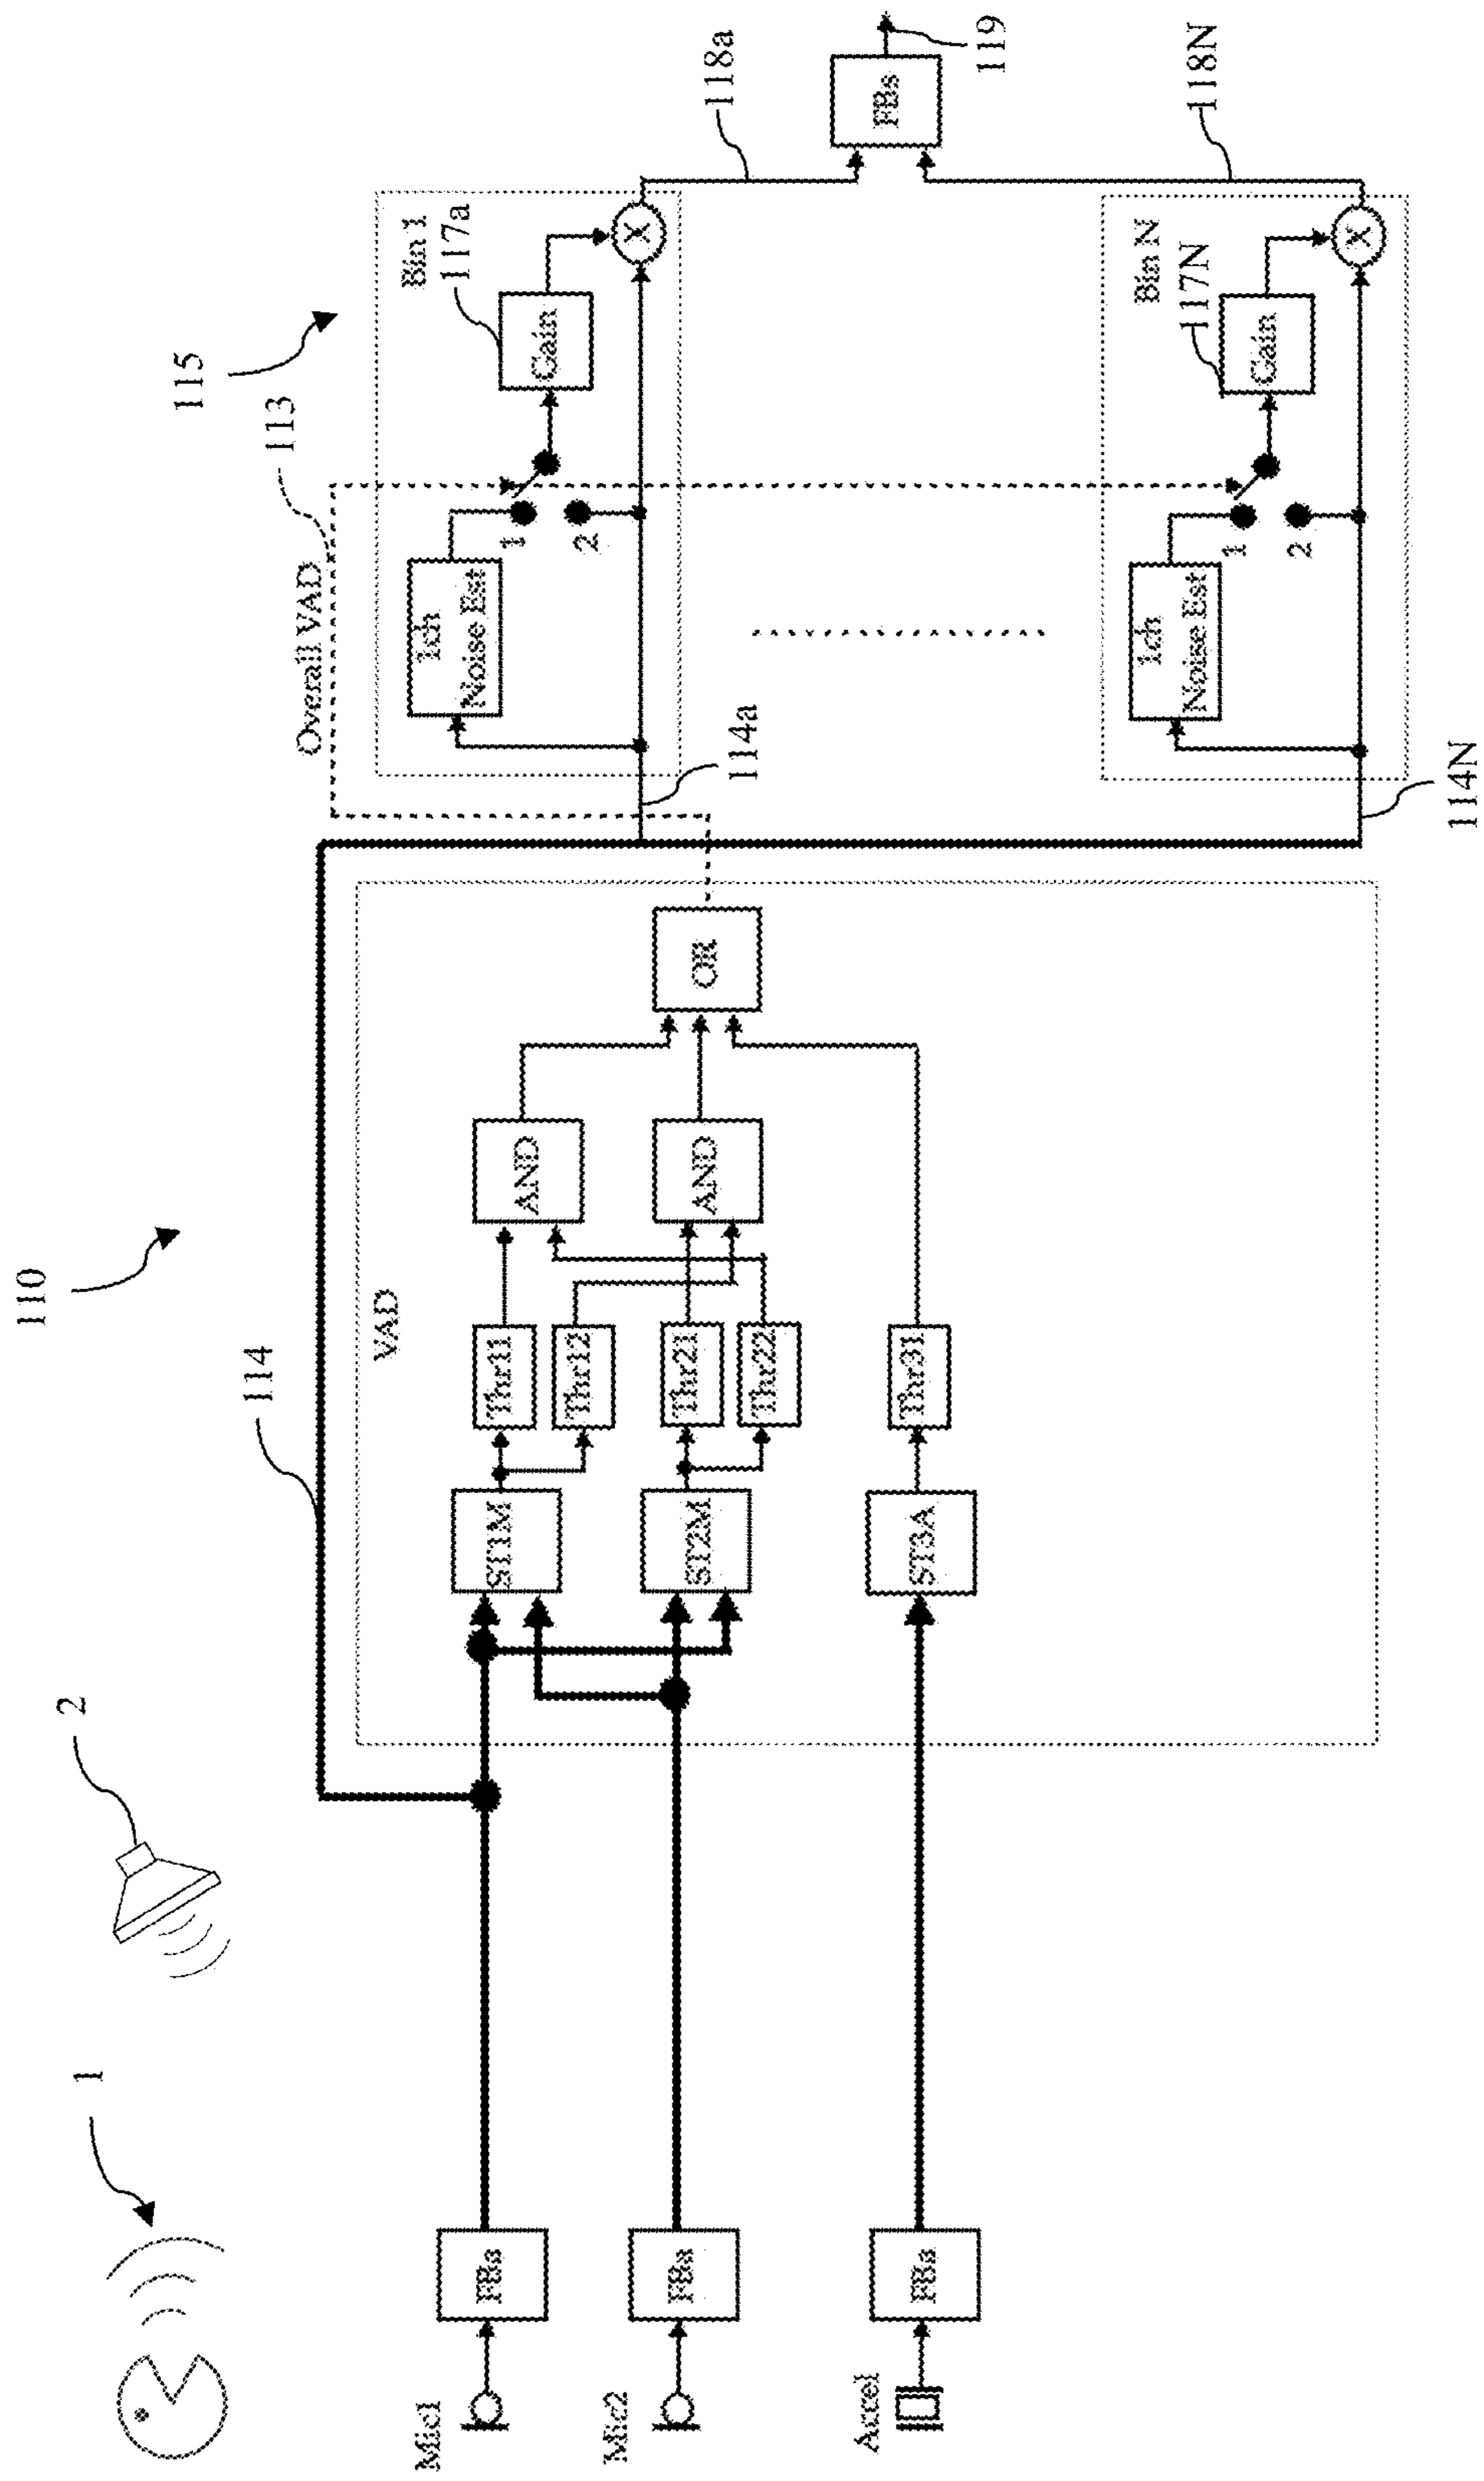 110
1
2
114
115
113
Overall VAD
VAD
Mic1
FBa
ST1M
Thr11
Thr12
AND
Mic2
FBa
ST2M
Thr21
Thr22
AND
OR
Accel
FBa
ST3A
Thr31
Bin 1
117a
1ch
Noise Est
1
2
Gain
X
114a
118a
FBs
119
Bin N
117N
1ch
Noise Est
1
2
Gain
X
114N
118N